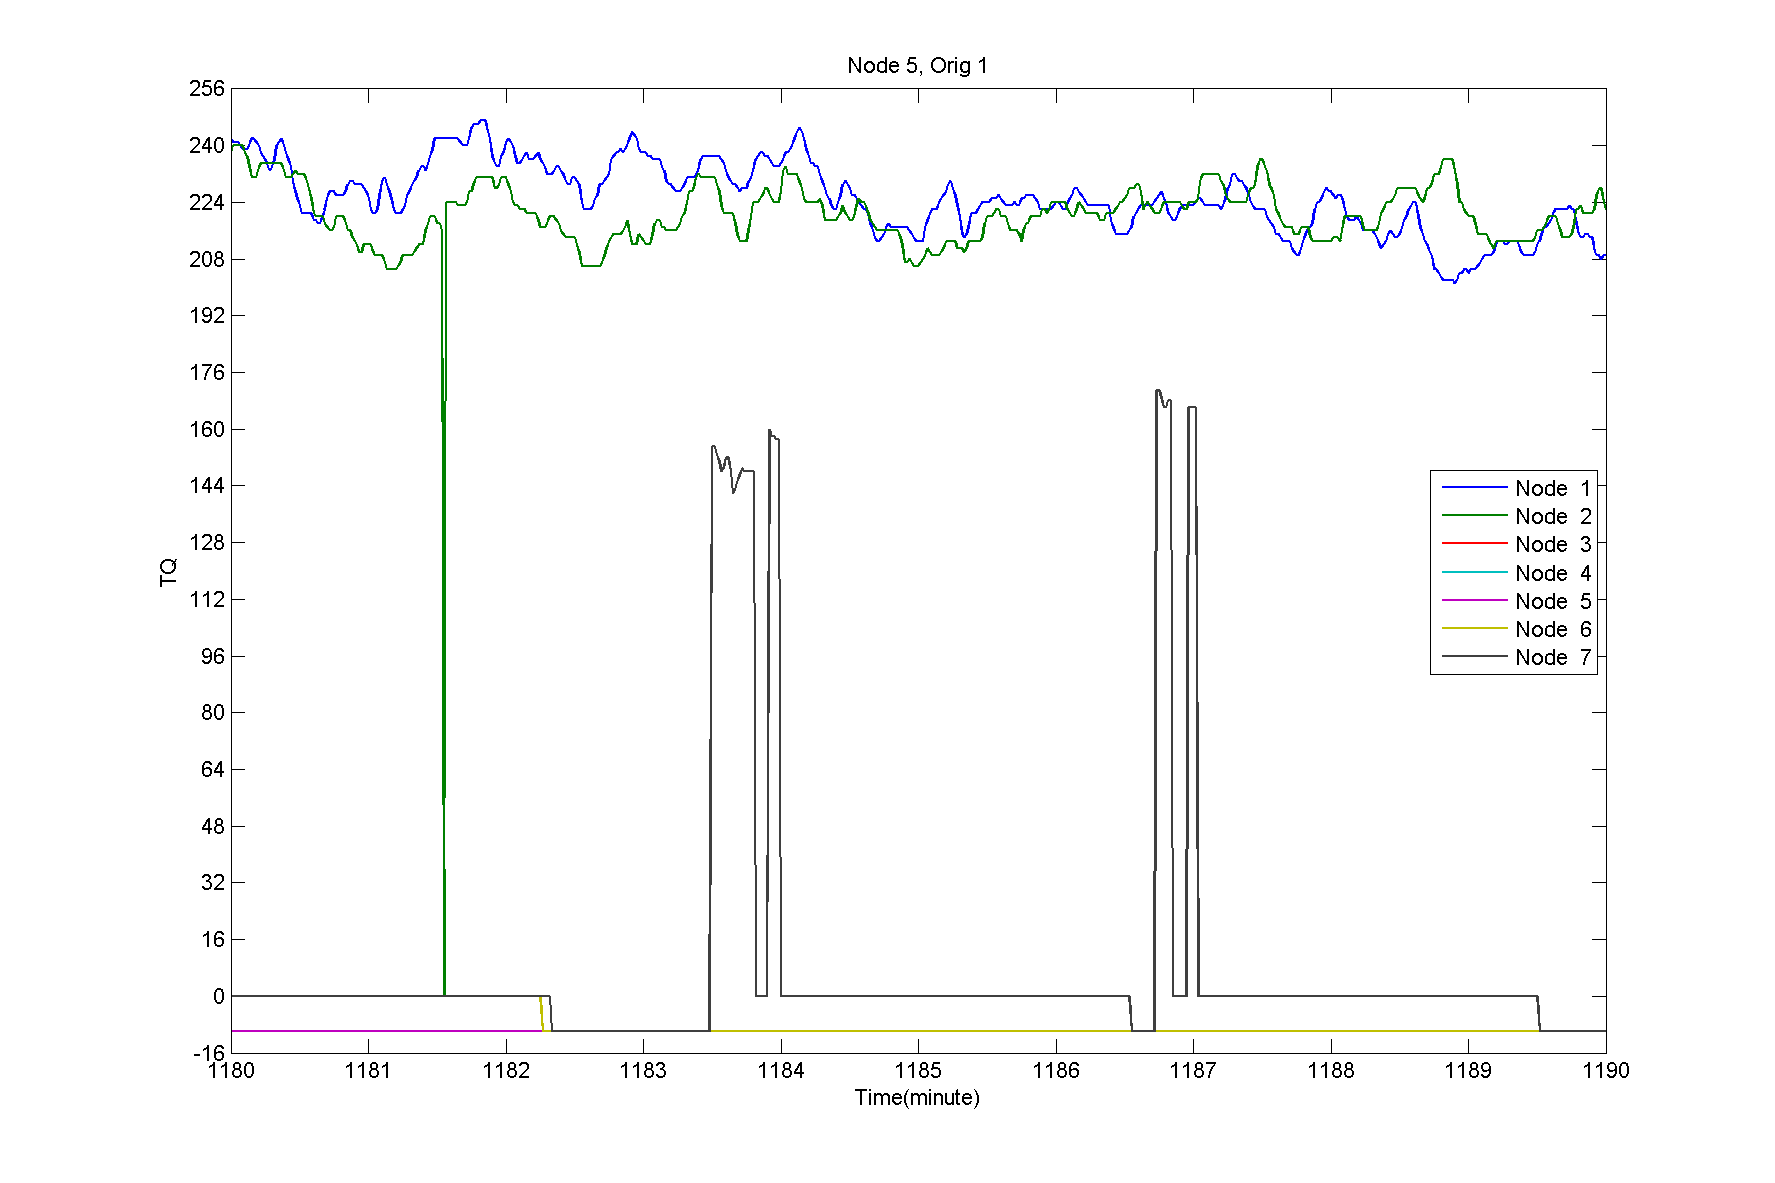 Node 5, Orig 1
256
240
224
208
192
176
160
144
128
112
96
80
64
48
32
16
0
-16
TQ
Node 1
Node 2
Node 3
Node 4
Node 5
Node 6
Node 7
1180 1181 1182 1183 1184 1185 1186 1187 1188 1189 1190
Time(minute)